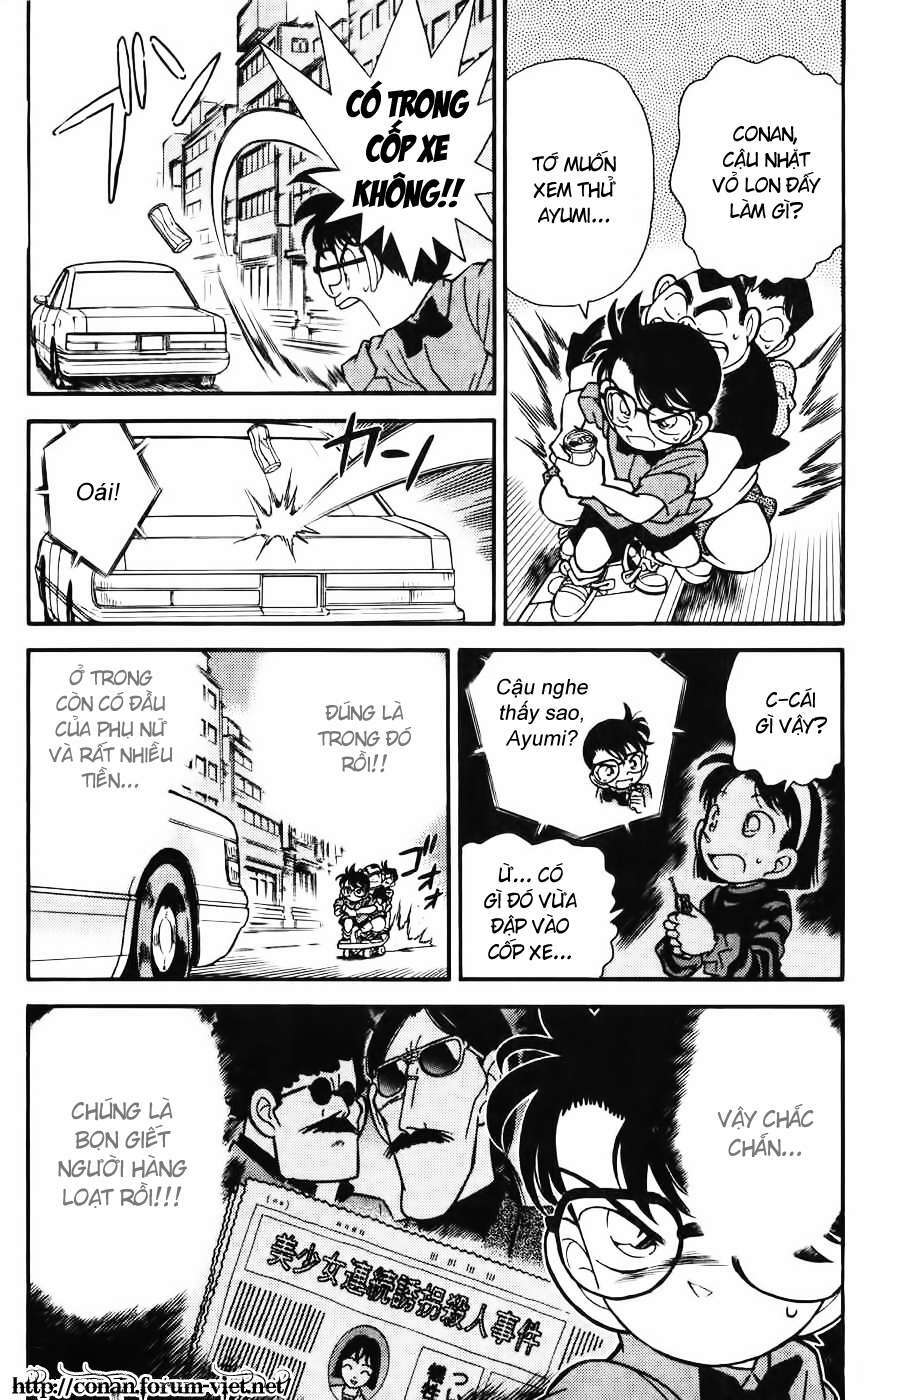 CONAN,
CẬU NHẶT
VỎ LON ĐẤY
LÀM GÌ?
TỚ MUỐN
XEM THỬ
AYUMI...
CÓ TRONG
CỐP XE
KHÔNG!!
Oái!
C-CÁI
GÌ VẬY?
Cậu nghe
thấy sao,
Ayumi?
Ừ... CÓ
GÌ ĐÓ VỪA
ĐẬP VÀO
CỐP XE...
ĐÚNG LÀ
TRONG ĐÓ
RỒI!!
Ở TRONG
CÒN CÓ ĐẦU
CỦA PHỤ NỮ
VÀ RẤT NHIỀU
TIỀN...
VẬY CHẮC
CHẮN...
CHÚNG LÀ
BỌN GIẾT
NGƯỜI HÀNG
LOẠT RỒI!!!
美少女連続誘拐殺人事件
http://conan.forum-viet.net